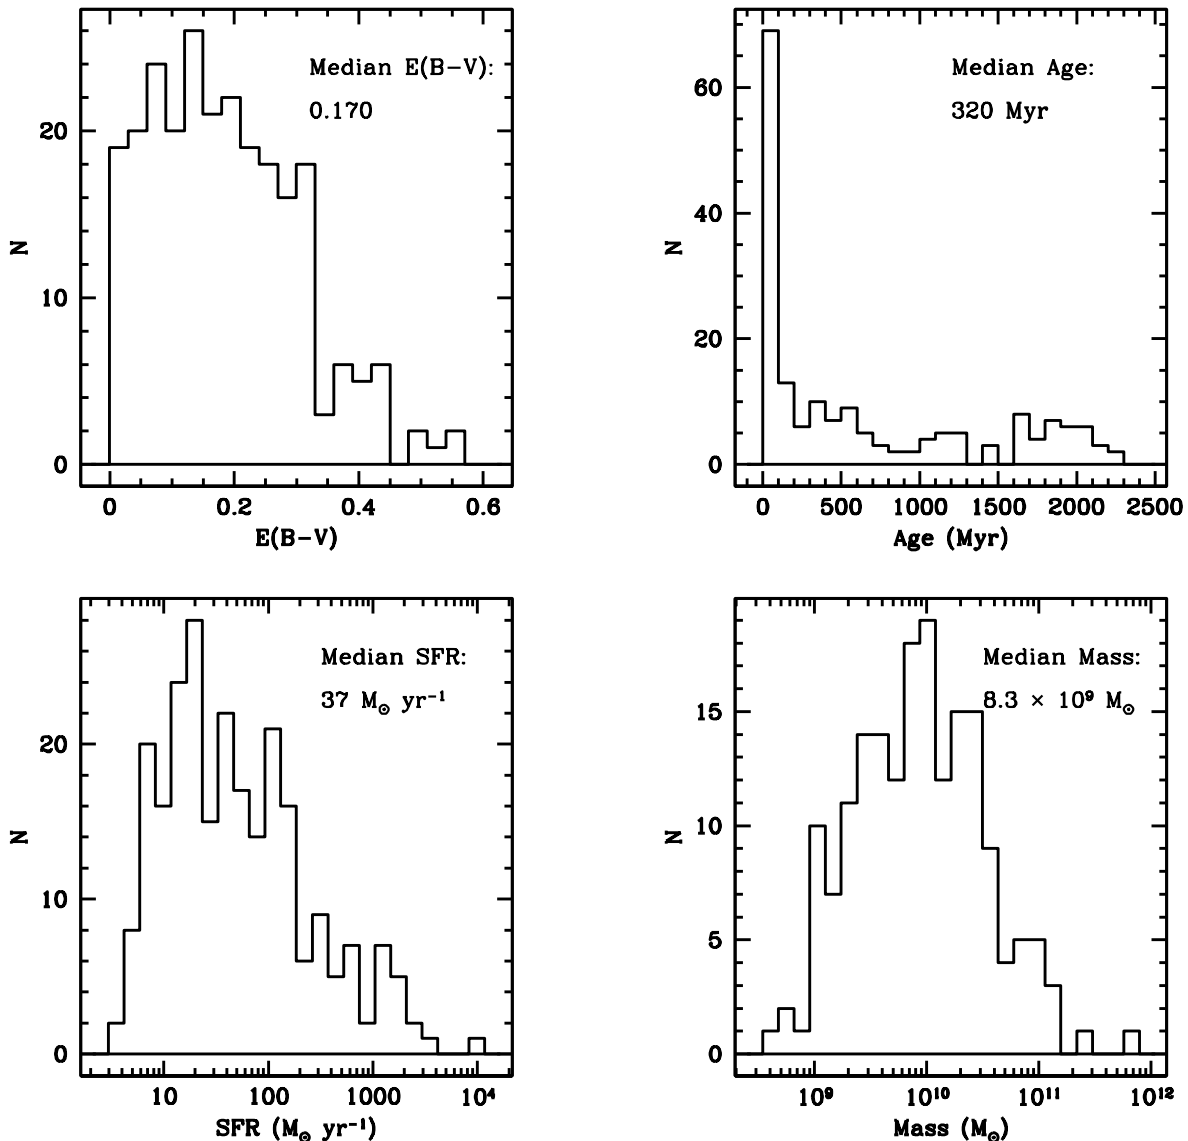 Median E(B−V):
0.170
20
10
0
N
0 0.2 0.4 0.6
E(B−V)
Median Age:
320 Myr
60
40
20
0
N
0 500 1000 1500 2000 2500
Age (Myr)
Median SFR:
37 M⊙ yr⁻¹
20
10
0
N
10 100 1000 10⁴
SFR (M⊙ yr⁻¹)
Median Mass:
8.3 × 10⁹ M⊙
15
10
5
0
N
10⁹ 10¹⁰ 10¹¹ 10¹²
Mass (M⊙)